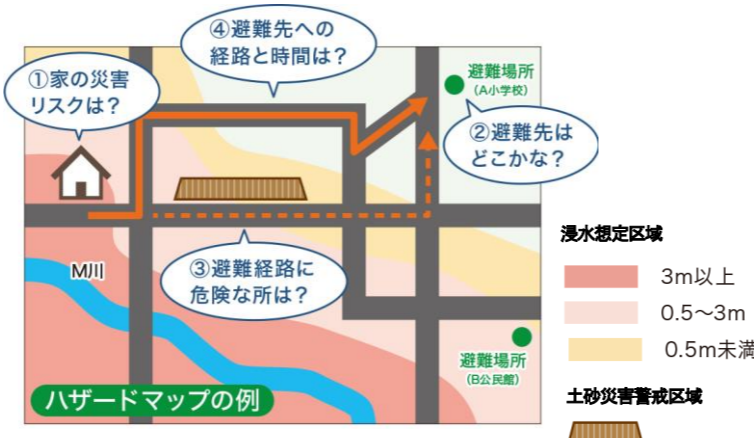 ④避難先への
経路と時間は？
①家の災害
リスクは？
避難場所
(A小学校)
②避難先は
どこかな？
M川
③避難経路に
危険な所は？
避難場所
(B公民館)
ハザードマップの例
浸水想定区域
3m以上
0.5〜3m
0.5m未満
土砂災害警戒区域